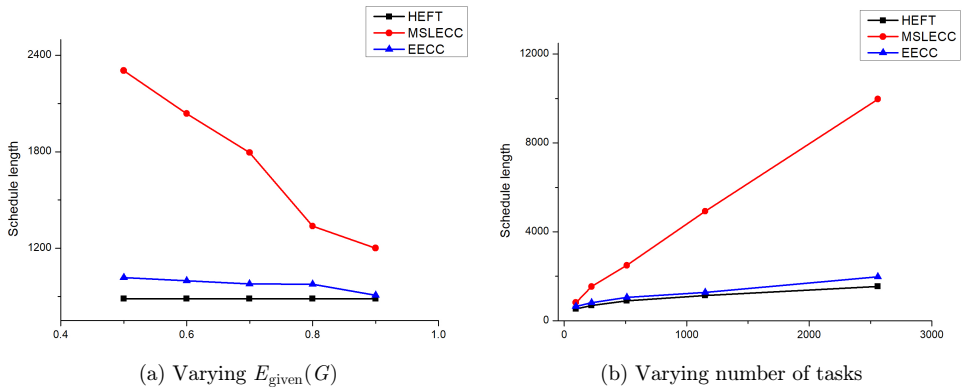 HEFT
MSLECC
EECC
2400
1800
1200
Schedule length
0.4
0.6
0.8
1.0
(a) Varying E_given(G)
HEFT
MSLECC
EECC
12000
8000
4000
0
Schedule length
0
1000
2000
3000
(b) Varying number of tasks